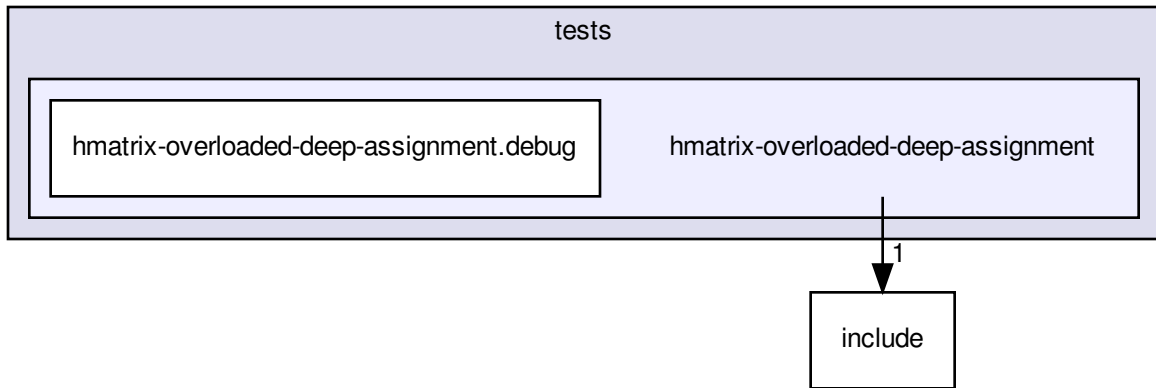 tests
hmatrix-overloaded-deep-assignment.debug
hmatrix-overloaded-deep-assignment
1
include